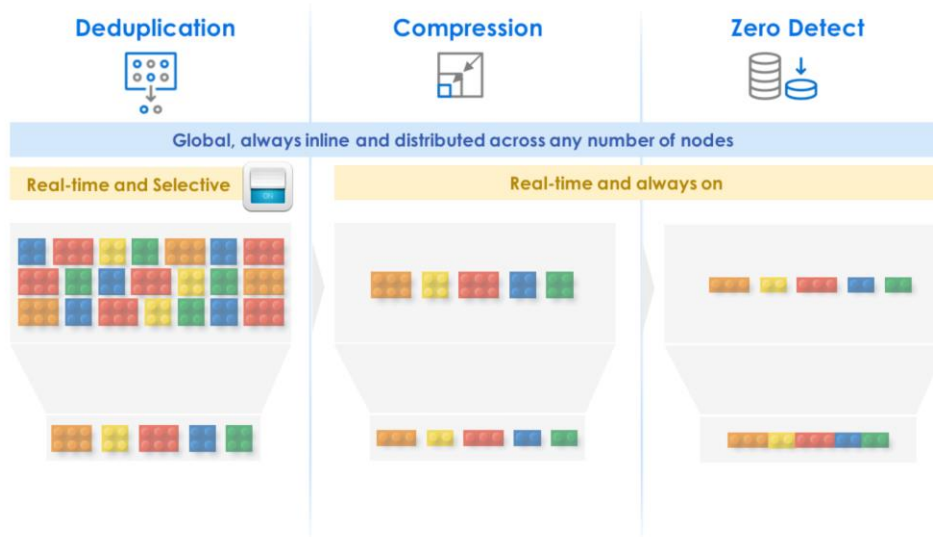 Deduplication
Compression
Zero Detect
Global, always inline and distributed across any number of nodes
Real-time and Selective
ON
Real-time and always on